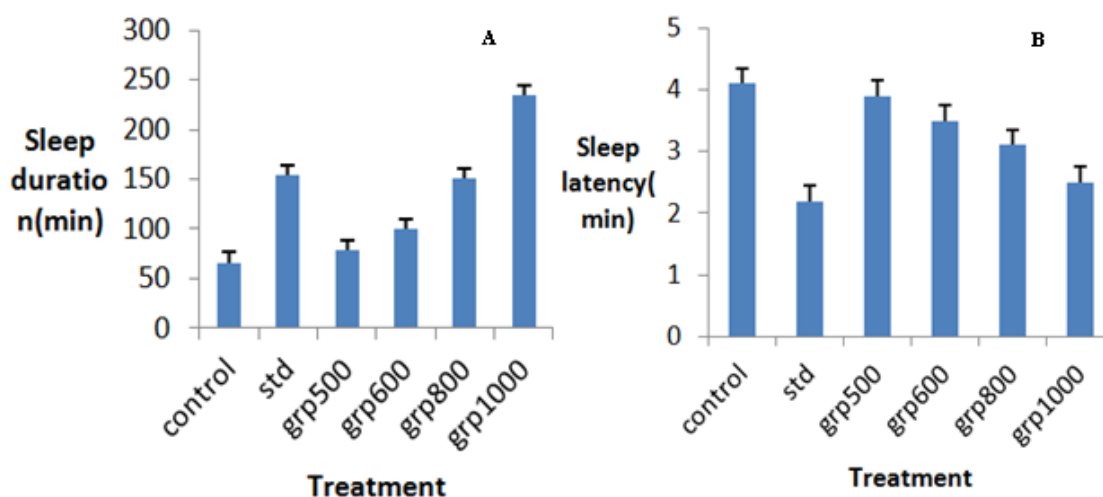 A
300
250
200
150
100
50
0
Sleep
duratio
n(min)
control
std
grp500
grp600
grp800
grp1000
Treatment
B
5
4
3
2
1
0
Sleep
latency(
min)
control
std
grp500
grp600
grp800
grp1000
Treatment